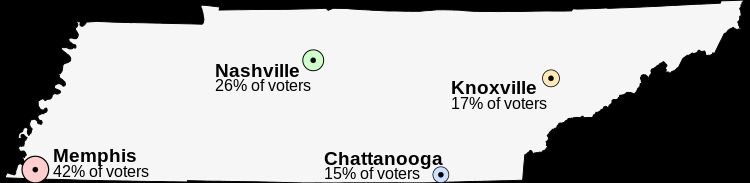 Nashville
26% of voters
Knoxville
17% of voters
Memphis
42% of voters
Chattanooga
15% of voters